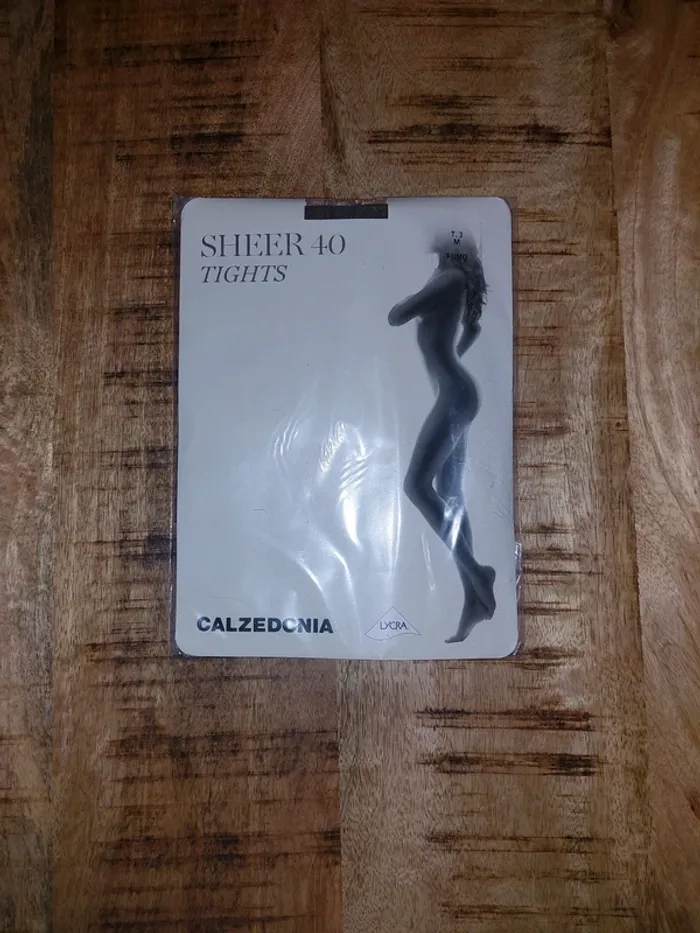 SHEER 40
TIGHTS
T.3
M
CALZEDONIA
LYCRA